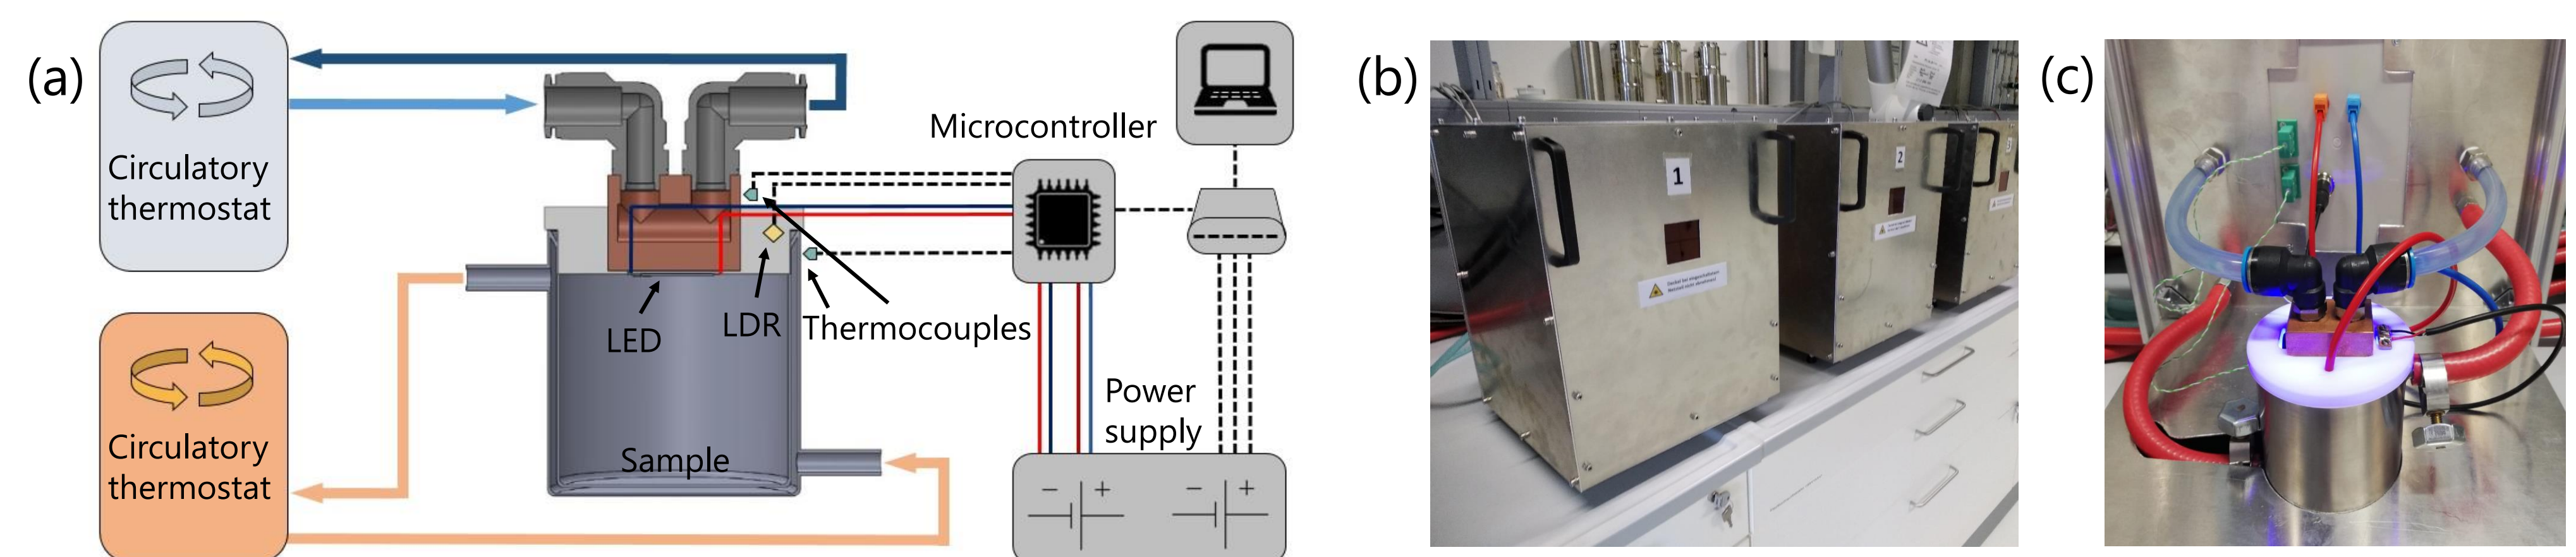 (a)
Circulatory
thermostat
Circulatory
thermostat
LED
LDR
Thermocouples
Sample
Microcontroller
Power
supply
− +
− +
(b)
1
2
(c)